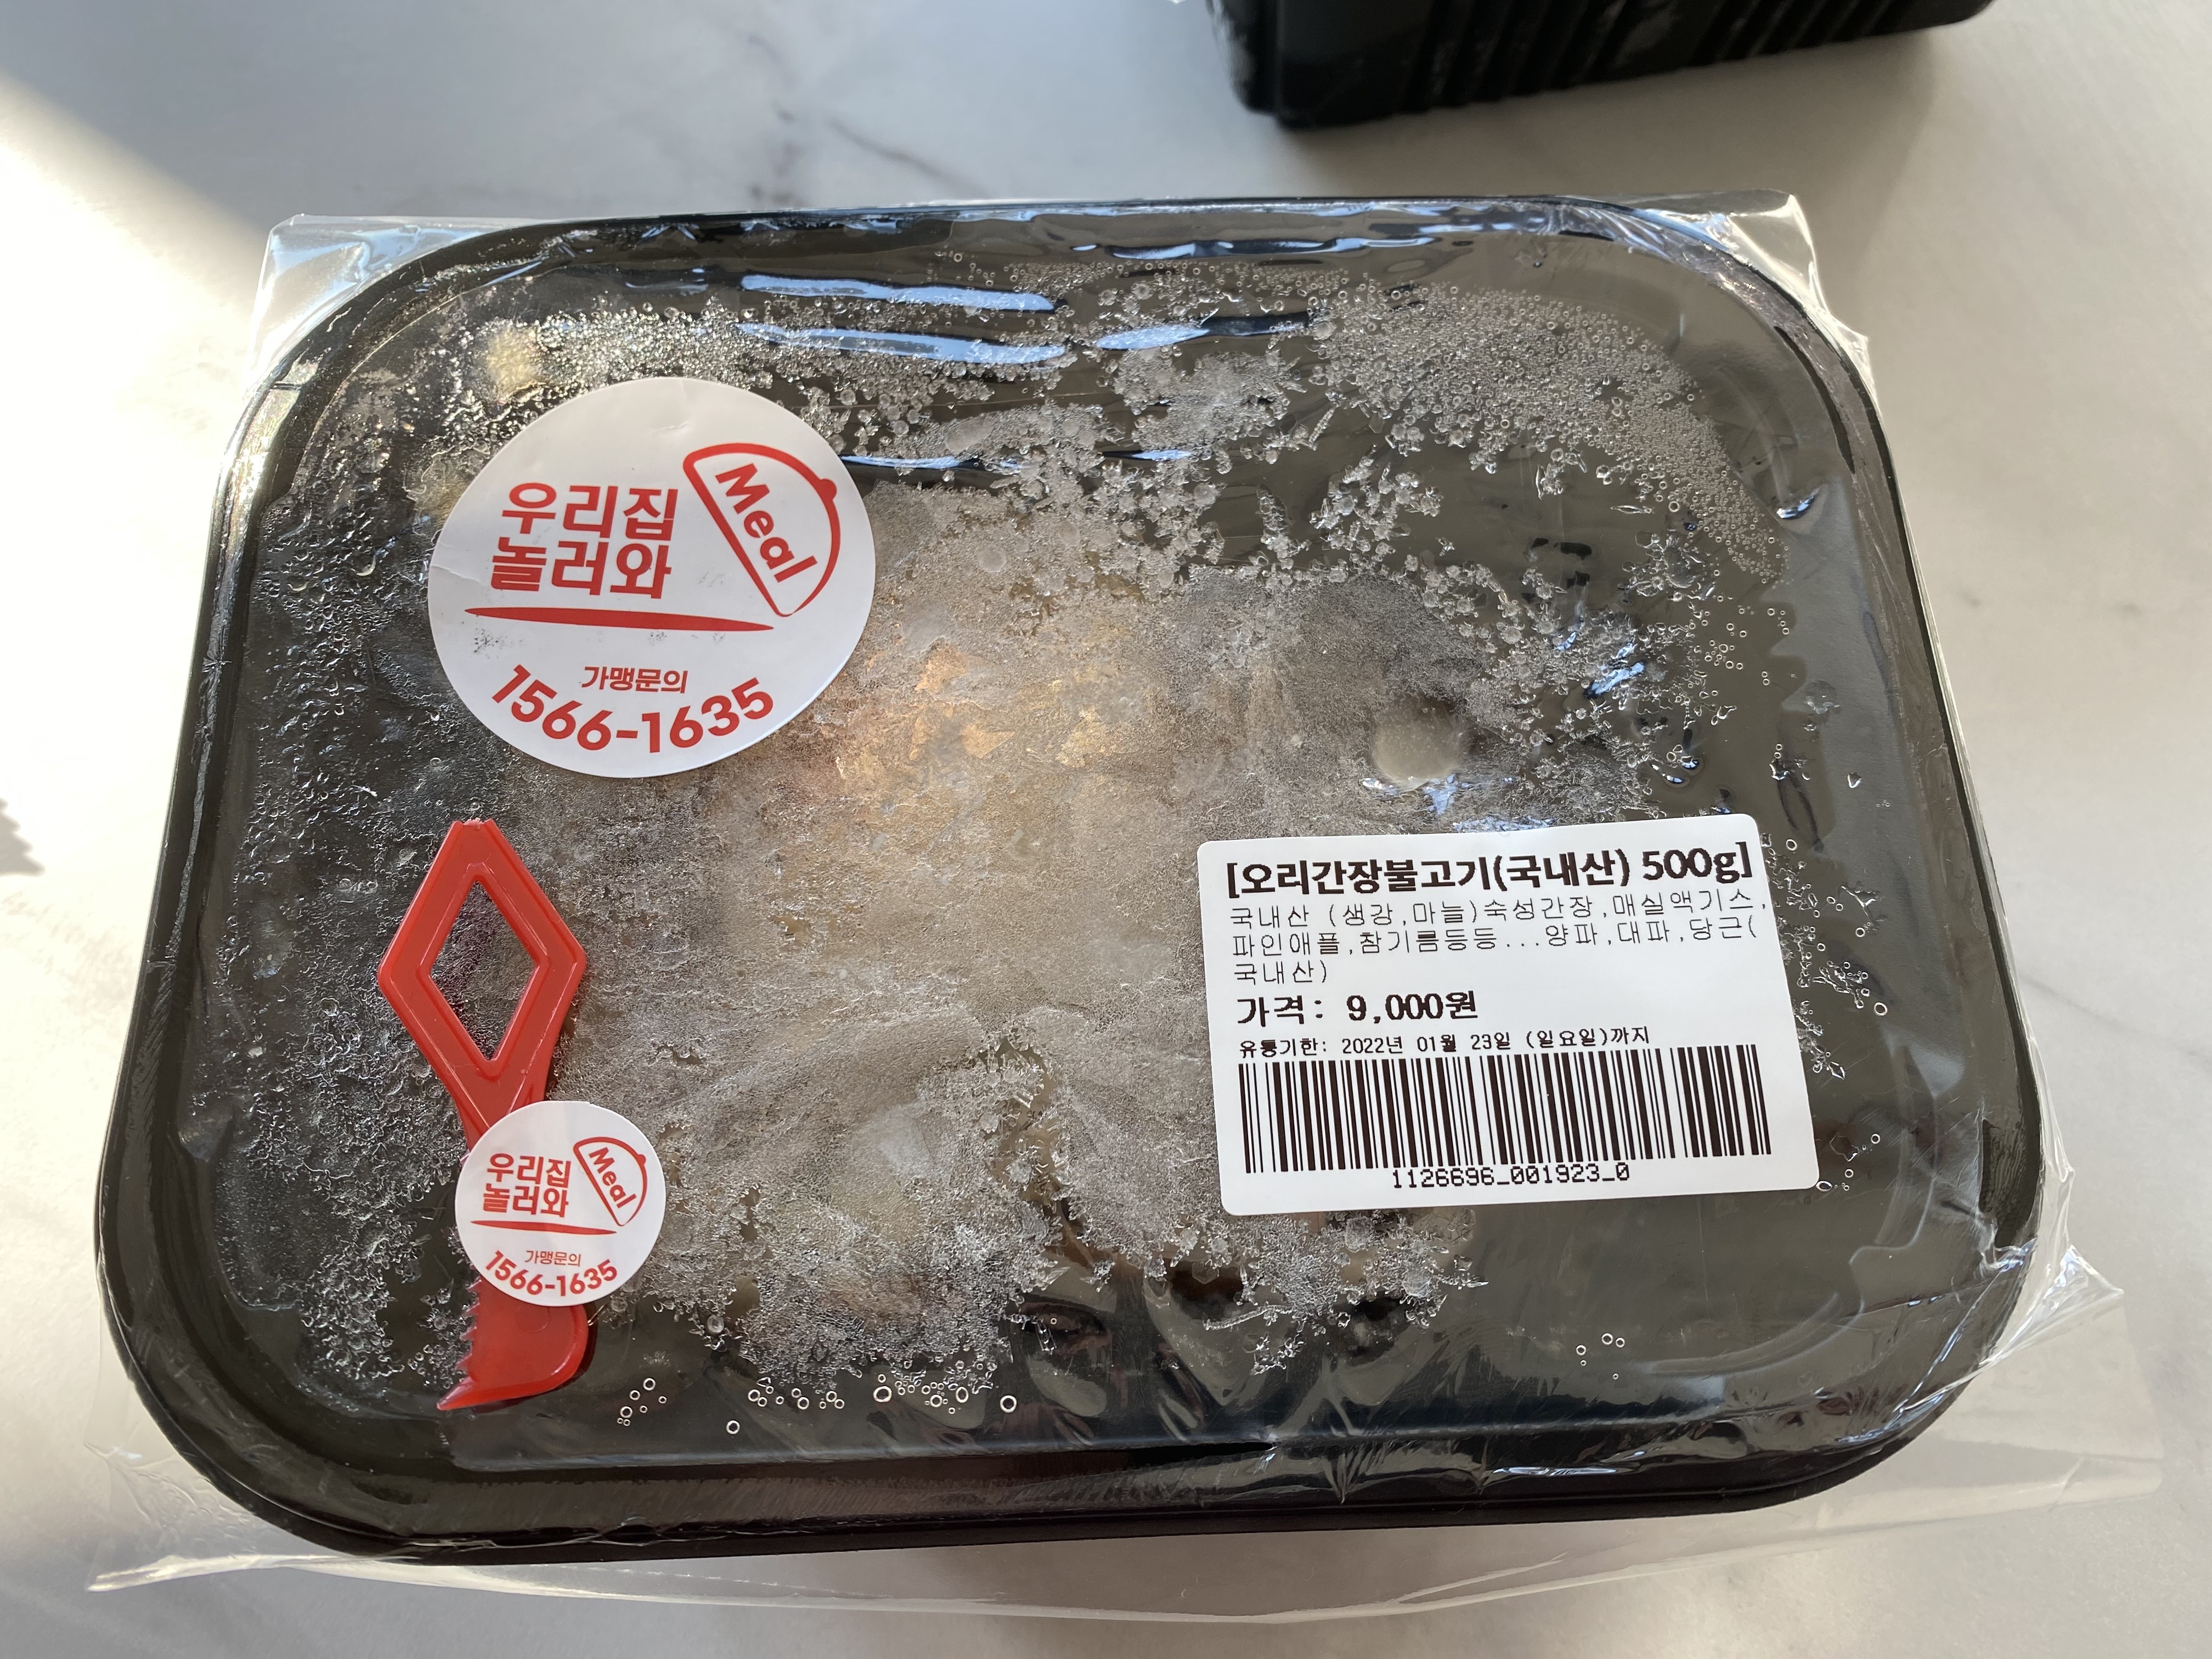 우리집
놀러와
Meal
가맹문의
1566-1635
[오리간장불고기(국내산) 500g]
국내산 (생강,마늘)숙성간장,매실액기스,
파인애플,참기름등등...양파,대파,당근(
국내산)
가격: 9,000원
유통기한: 2022년 01월 23일 (일요일)까지
1126696_001923_0
우리집
놀러와
Meal
가맹문의
1566-1635